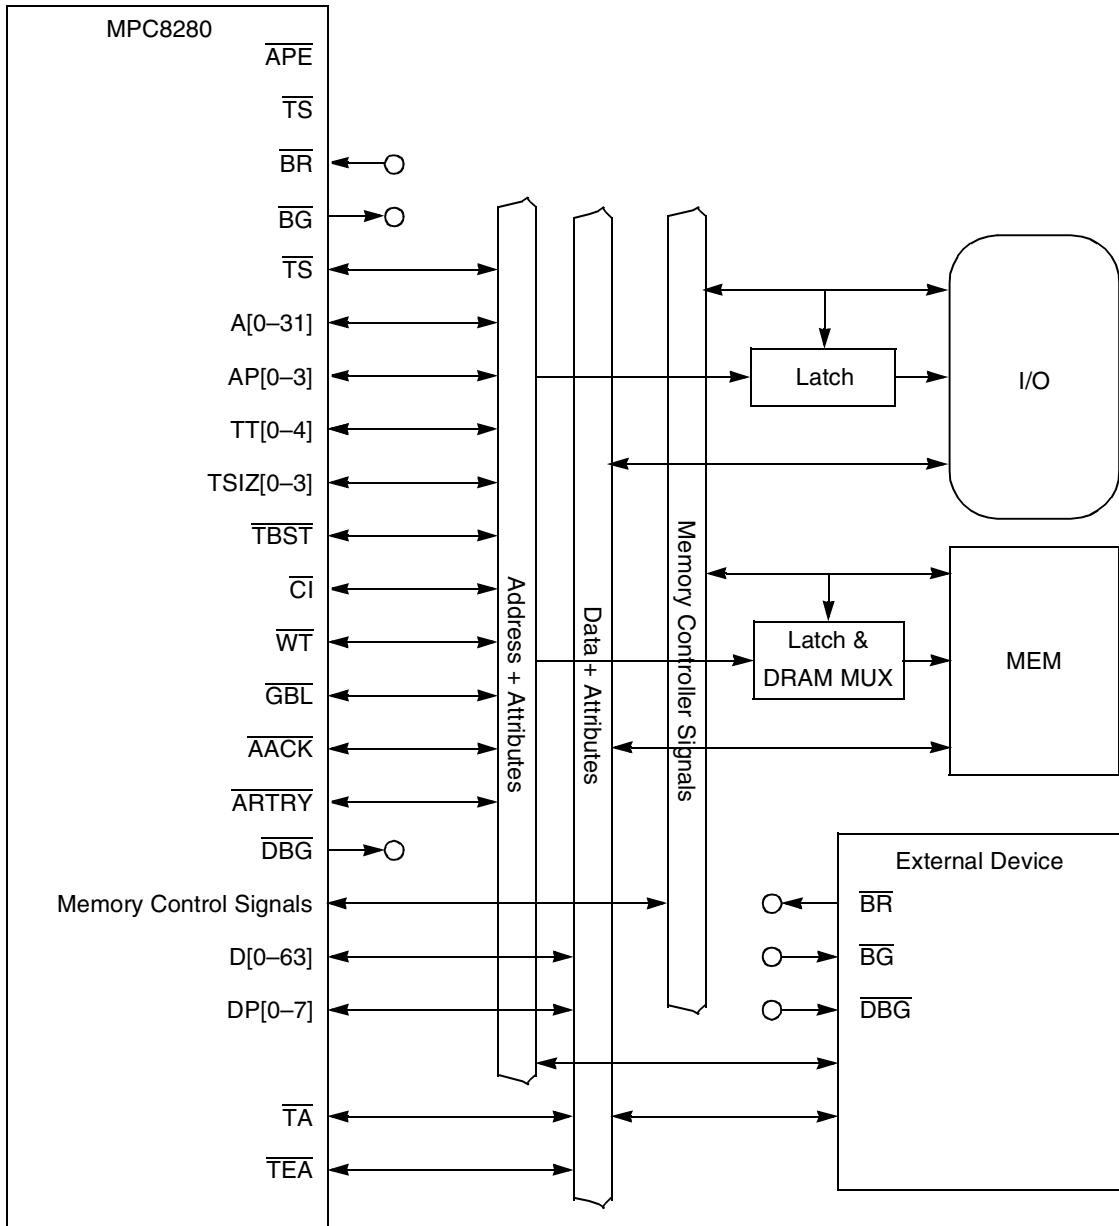 MPC8280
APE
TS
BR
BG
TS
A[0–31]
AP[0–3]
TT[0–4]
TSIZ[0–3]
TBST
CI
WT
GBL
AACK
ARTRY
DBG
Memory Control Signals
D[0–63]
DP[0–7]
TA
TEA
Address + Attributes
Data + Attributes
Memory Controller Signals
Latch
I/O
Latch &
DRAM MUX
MEM
External Device
BR
BG
DBG